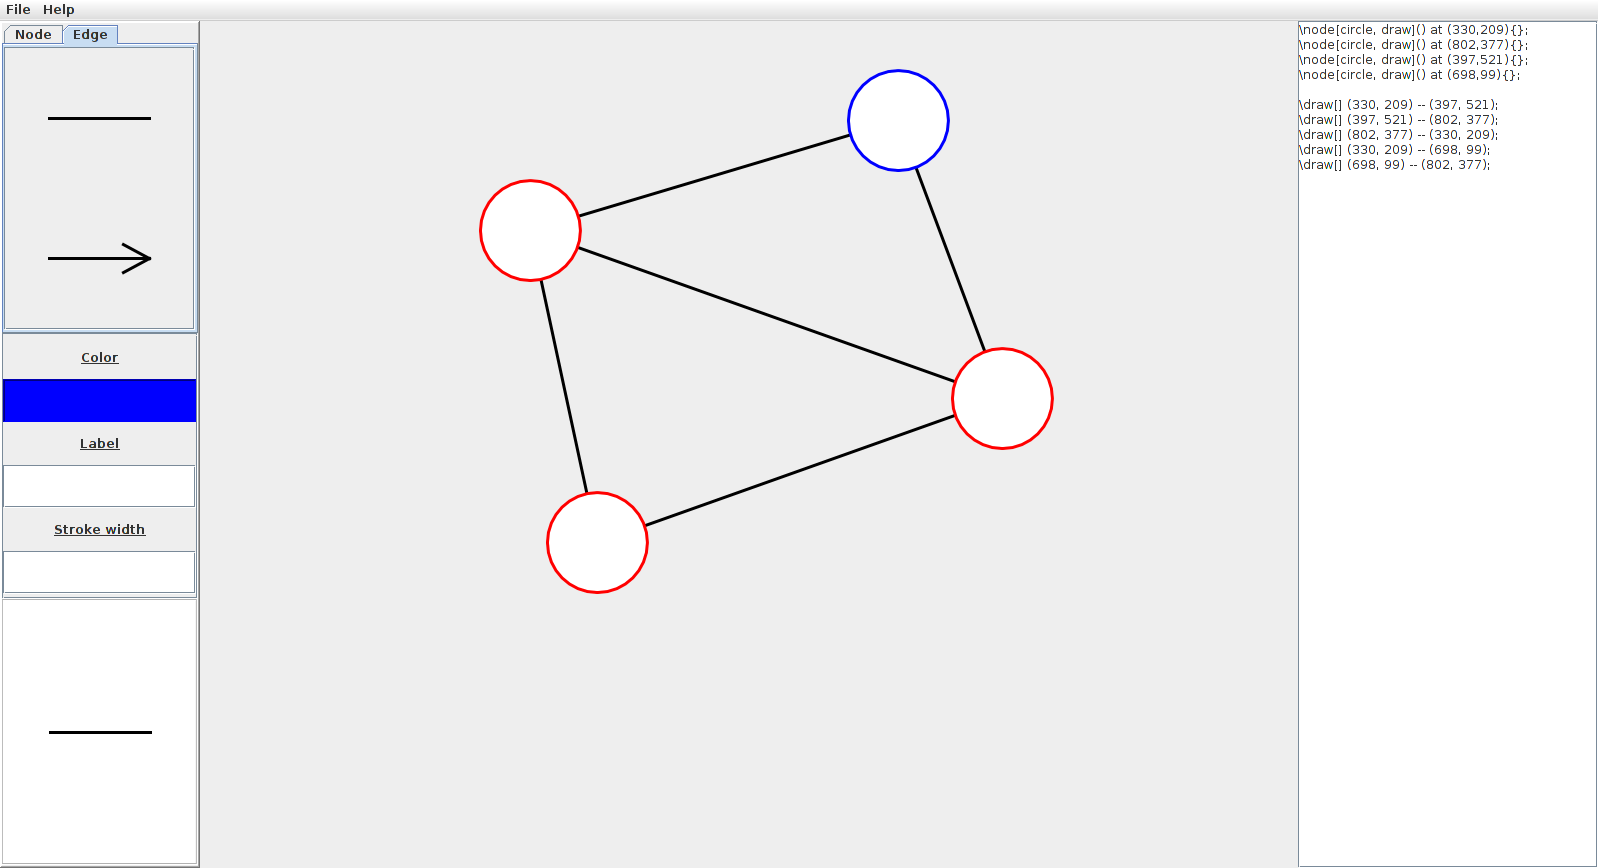 File Help
Node Edge
Color
Label
Stroke width
\node[circle, draw]() at (330,209){};
\node[circle, draw]() at (802,377){};
\node[circle, draw]() at (397,521){};
\node[circle, draw]() at (698,99){};
\draw[] (330, 209) -- (397, 521);
\draw[] (397, 521) -- (802, 377);
\draw[] (802, 377) -- (330, 209);
\draw[] (330, 209) -- (698, 99);
\draw[] (698, 99) -- (802, 377);